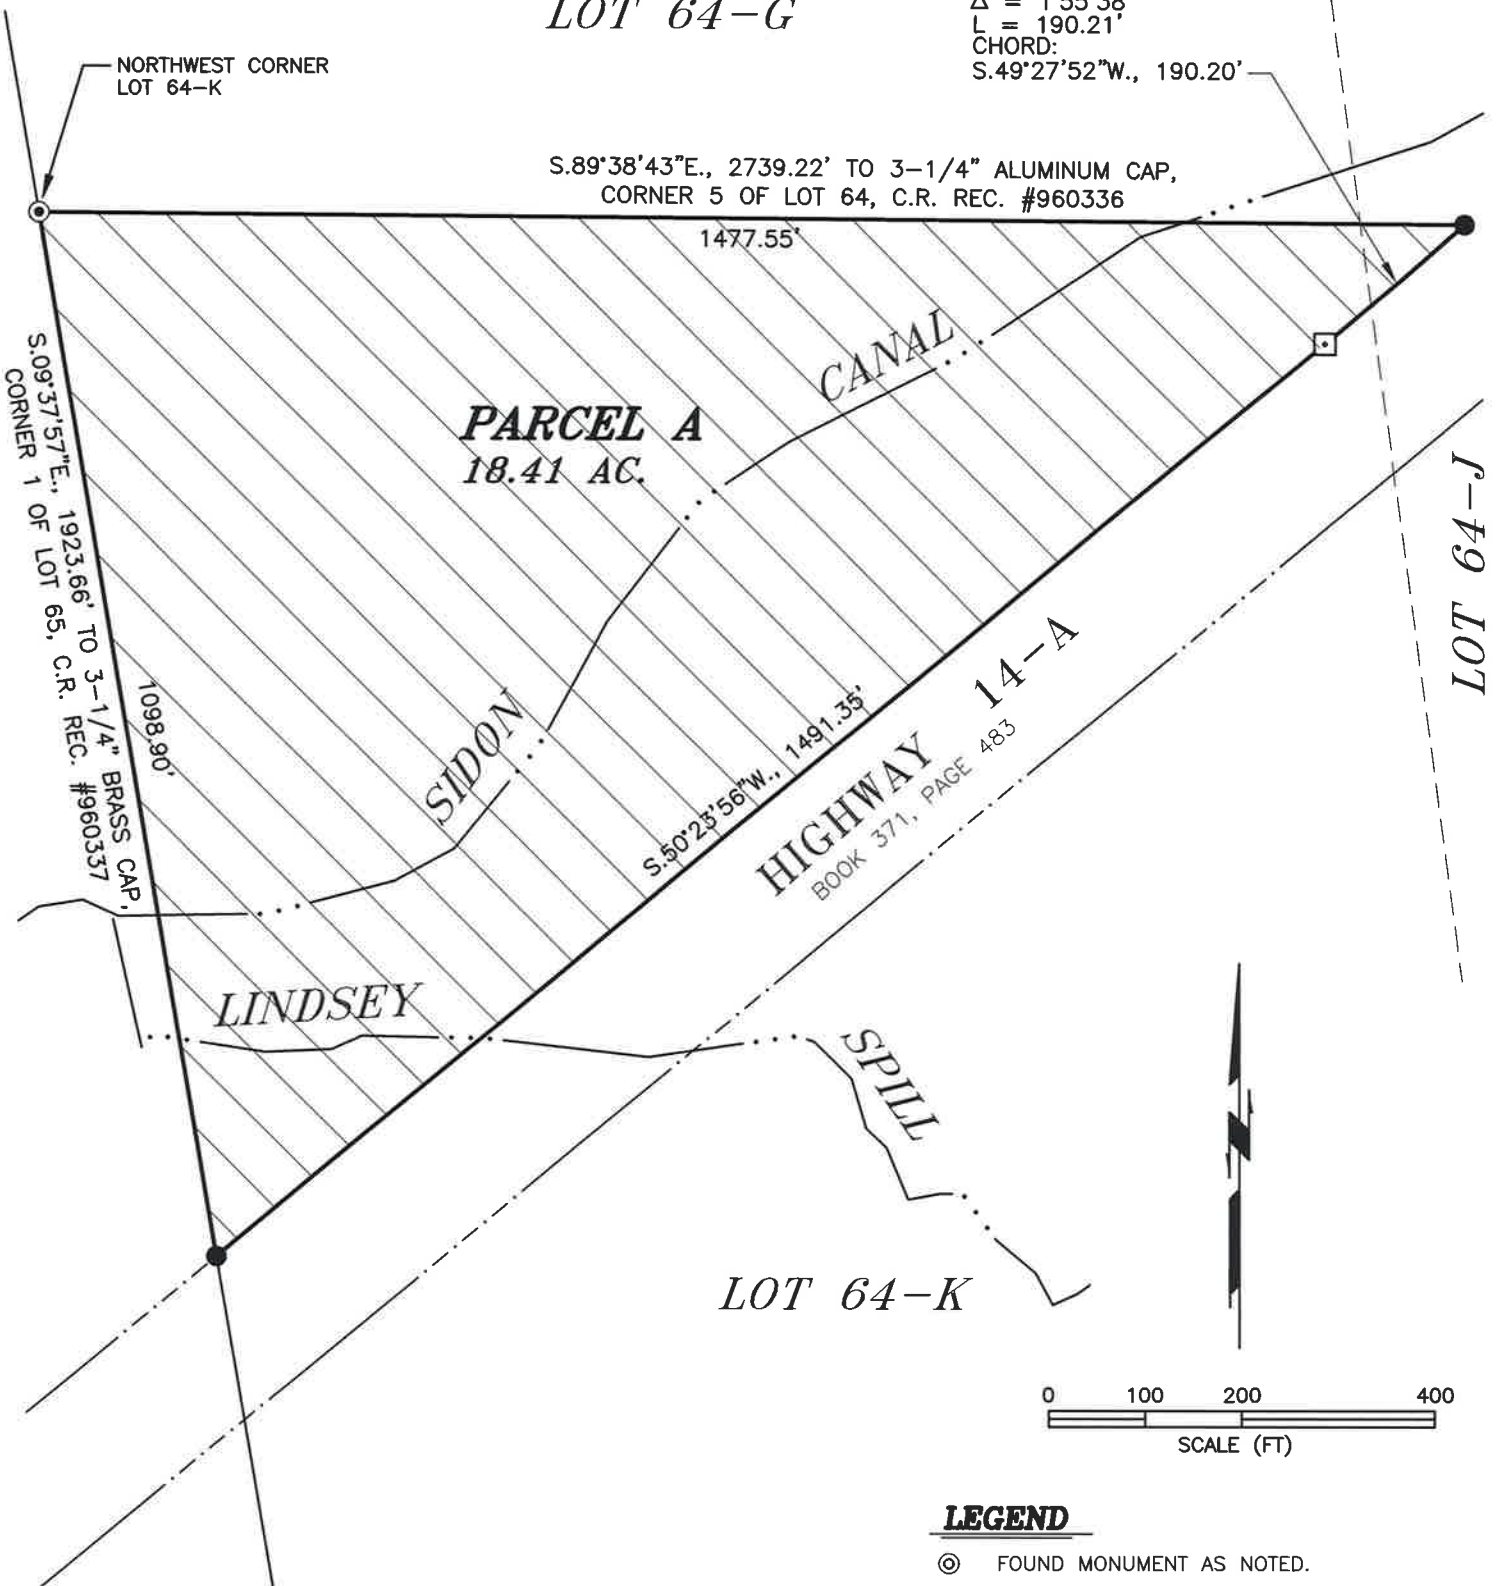 LOT 64-G
Δ = 1°55'38"
L = 190.21'
CHORD:
S.49°27'52"W., 190.20'
NORTHWEST CORNER
LOT 64-K
S.89°38'43"E., 2739.22' TO 3-1/4" ALUMINUM CAP,
CORNER 5 OF LOT 64, C.R. REC. #960336
1477.55'
CANAL
PARCEL A
18.41 AC.
S.09°37'57"E., 1923.66' TO 3-1/4" BRASS CAP,
CORNER 1 OF LOT 65, C.R. REC. #960337
1098.90'
LOT 64-J
SIDON
S.50°23'56"W., 1491.35'
HIGHWAY 14-A
BOOK 371, PAGE 483
LINDSEY
SPILL
N
LOT 64-K
0 100 200 400
SCALE (FT)
LEGEND
FOUND MONUMENT AS NOTED.